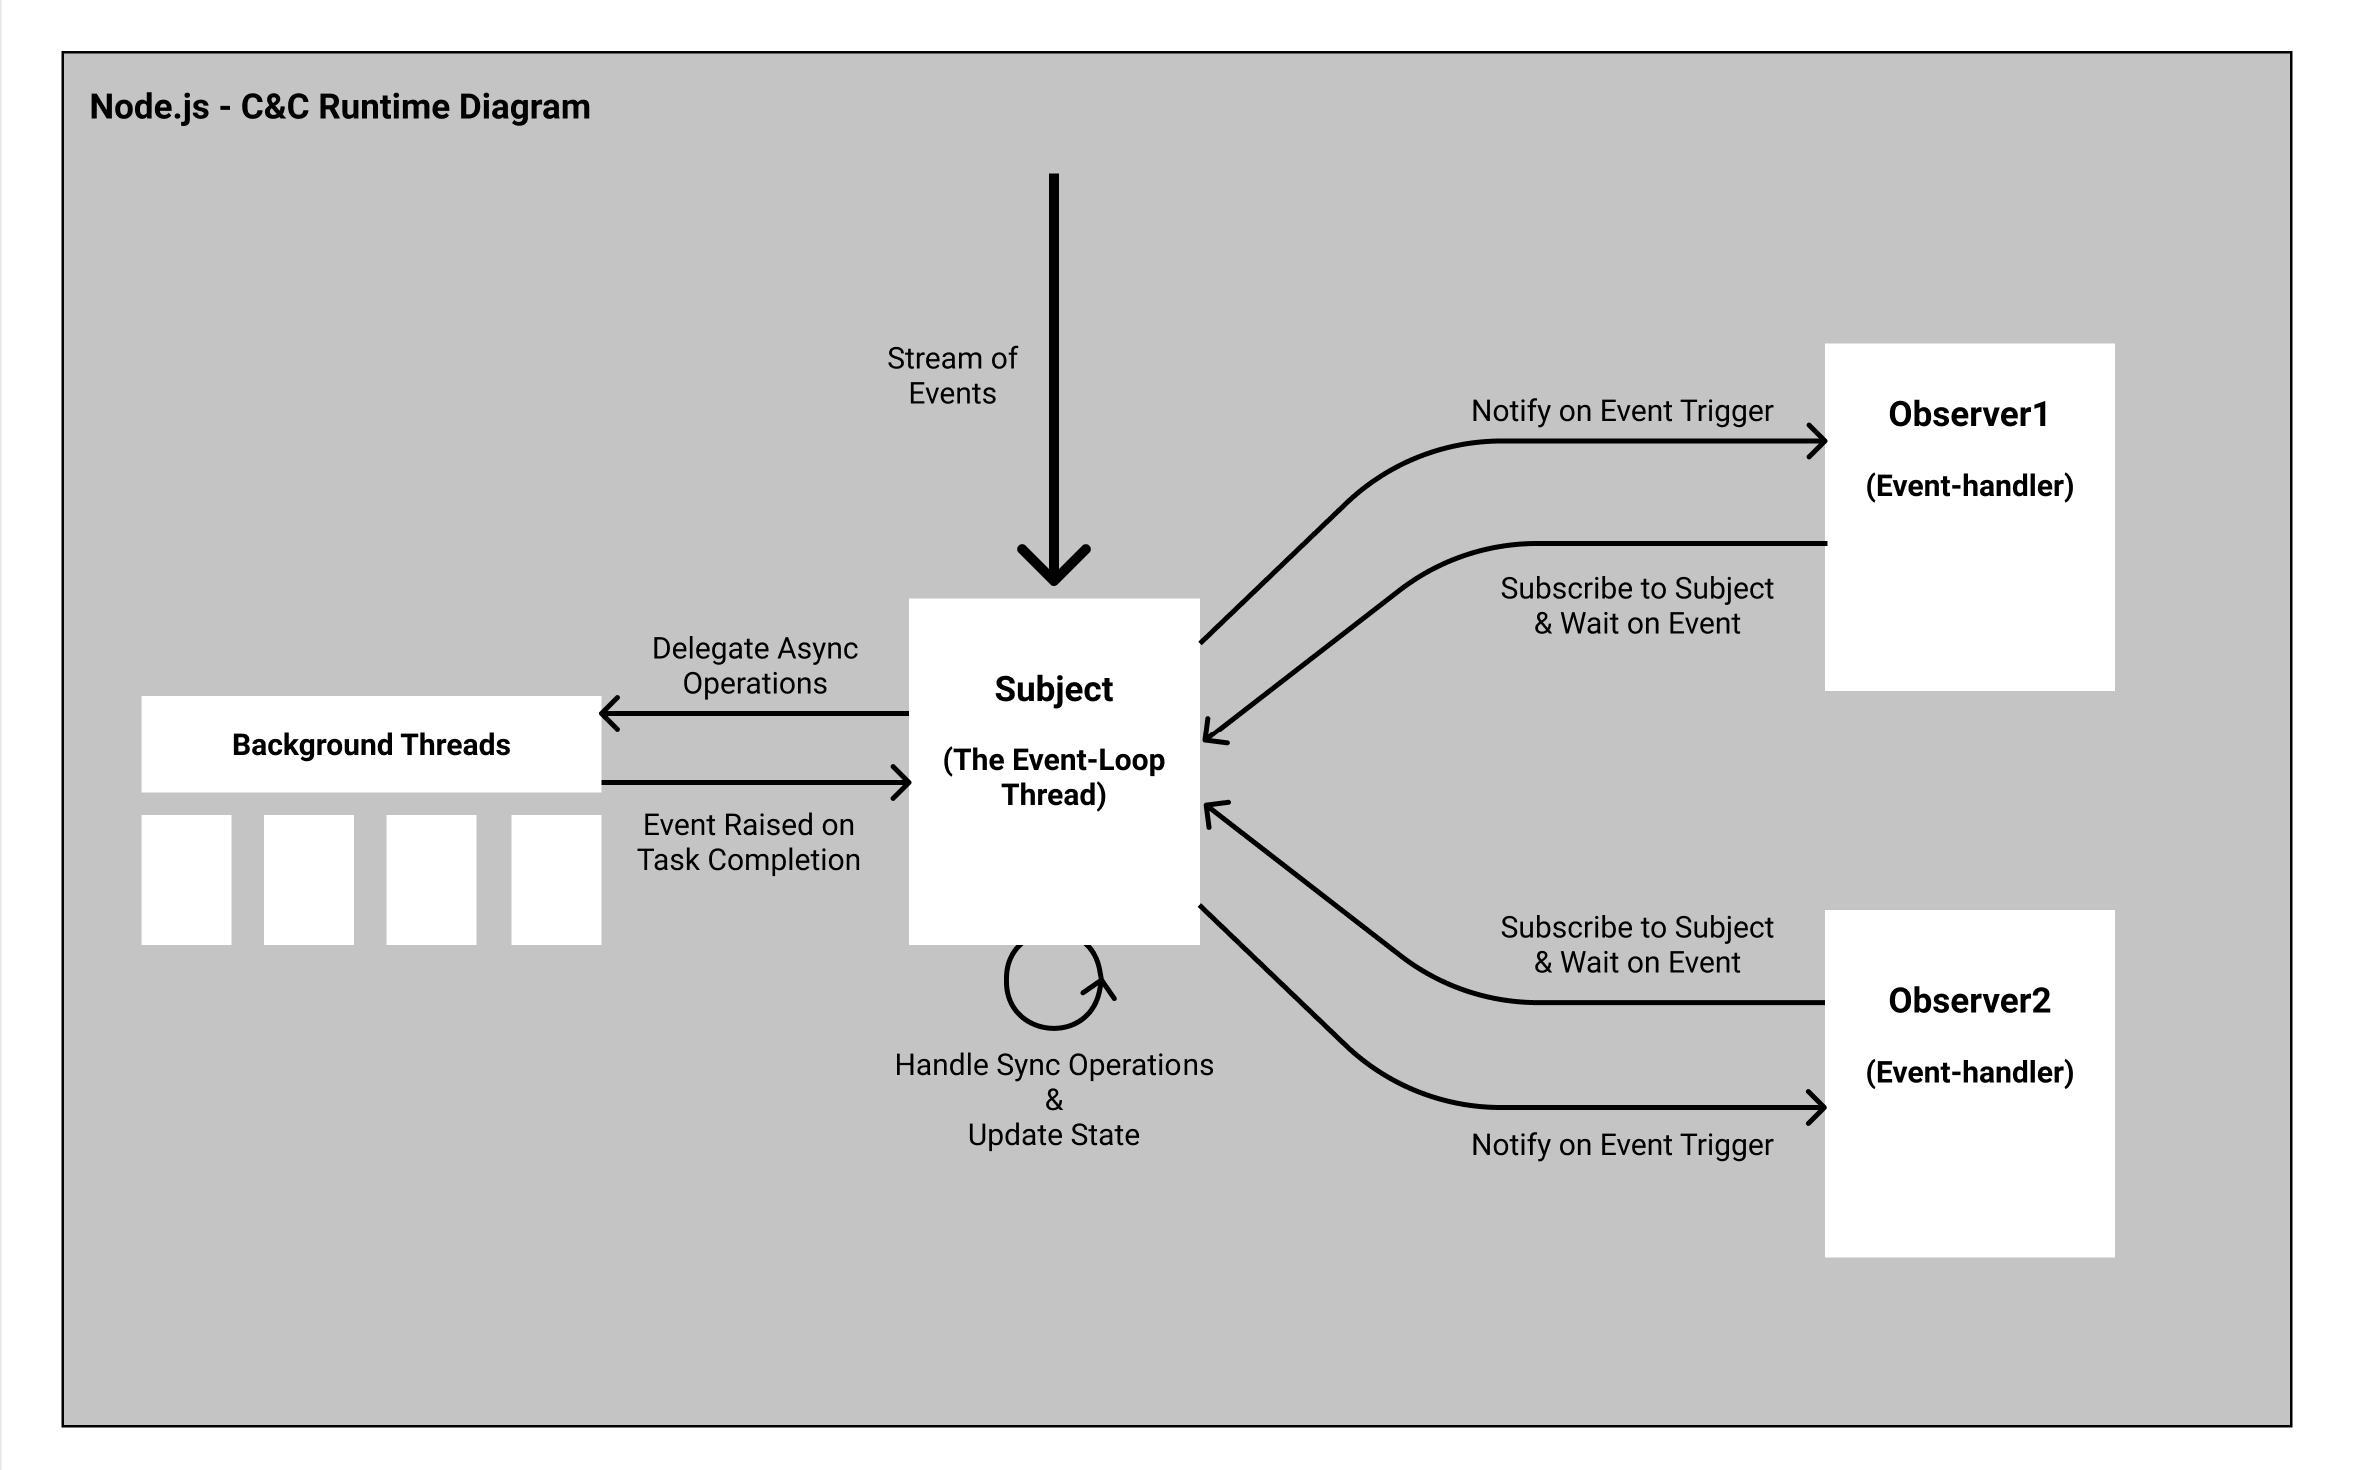 Node.js - C&C Runtime Diagram
Stream of
Events
Notify on Event Trigger
Observer1
(Event-handler)
Subscribe to Subject
& Wait on Event
Delegate Async
Operations
Subject
(The Event-Loop
Thread)
Background Threads
Event Raised on
Task Completion
Subscribe to Subject
& Wait on Event
Observer2
(Event-handler)
Handle Sync Operations
&
Update State
Notify on Event Trigger